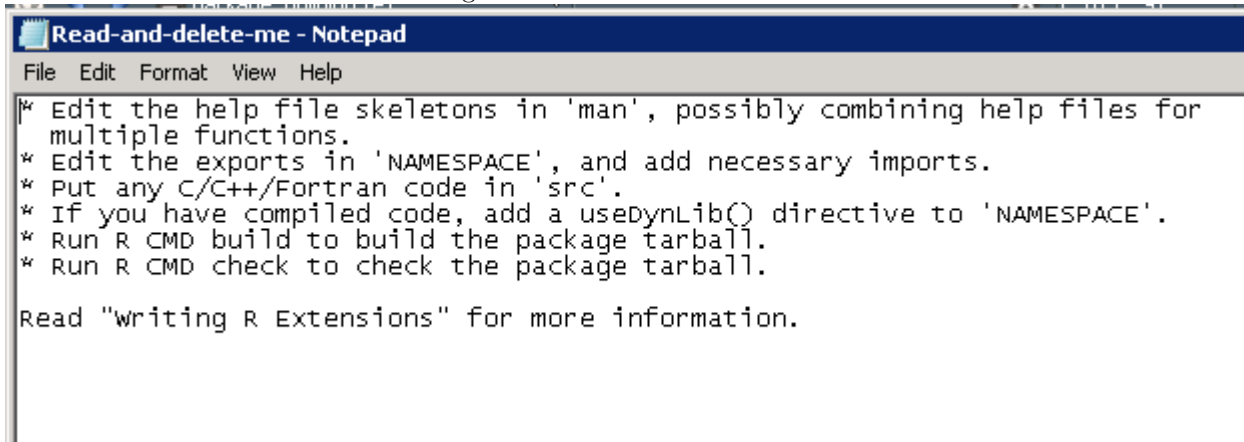 Read-and-delete-me - Notepad
File Edit Format View Help
* Edit the help file skeletons in 'man', possibly combining help files for
multiple functions.
* Edit the exports in 'NAMESPACE', and add necessary imports.
* Put any C/C++/Fortran code in 'src'.
* If you have compiled code, add a useDynLib() directive to 'NAMESPACE'.
* Run R CMD build to build the package tarball.
* Run R CMD check to check the package tarball.
Read "Writing R Extensions" for more information.